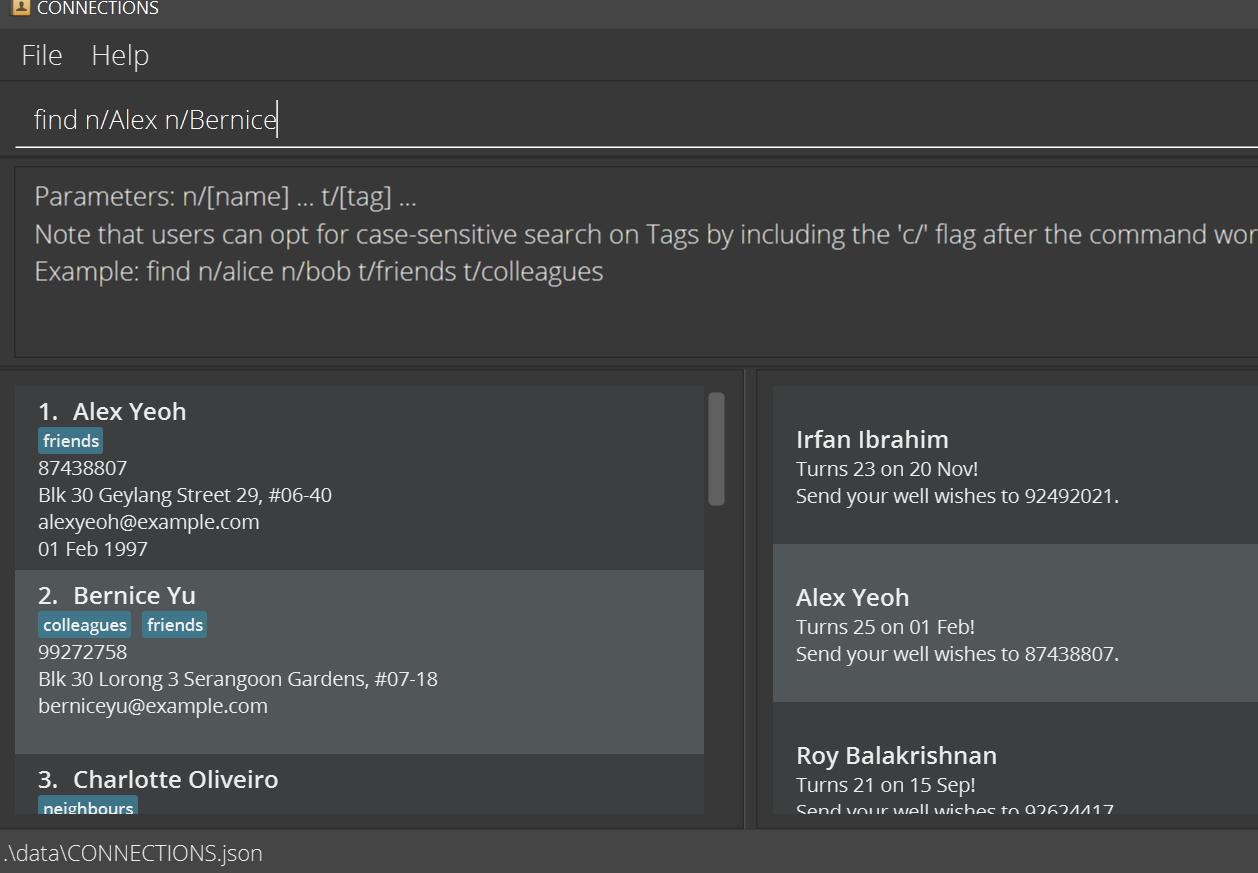 CONNECTIONS
File Help
find n/Alex n/Bernice
Parameters: n/[name] ... t/[tag] ...
Note that users can opt for case-sensitive search on Tags by including the 'c/' flag after the command
Example: find n/alice n/bob t/friends t/colleagues
1. Alex Yeoh
friends
87438807
Blk 30 Geylang Street 29, #06-40
alexyeoh@example.com
01 Feb 1997
2. Bernice Yu
colleagues friends
99272758
Blk 30 Lorong 3 Serangoon Gardens, #07-18
berniceyu@example.com
3. Charlotte Oliveiro
neighbours
Irfan Ibrahim
Turns 23 on 20 Nov!
Send your well wishes to 92492021.
Alex Yeoh
Turns 25 on 01 Feb!
Send your well wishes to 87438807.
Roy Balakrishnan
Turns 21 on 15 Sep!
Send your well wishes to 92624417.
.\data\CONNECTIONS.json